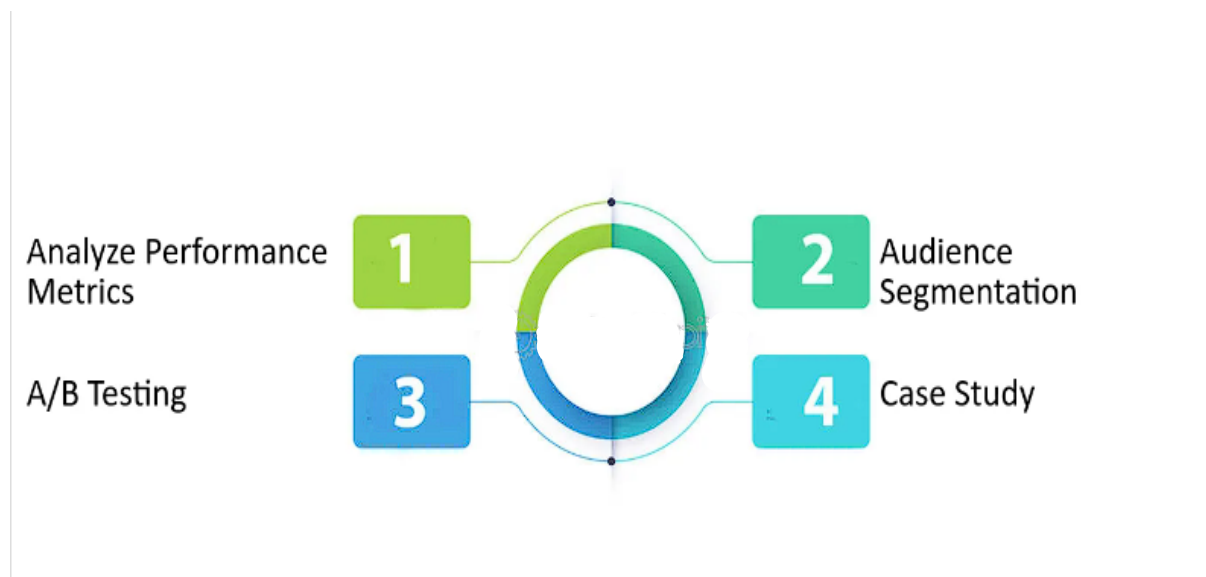 Analyze Performance
Metrics
1
2
Audience
Segmentation
A/B Testing
3
4
Case Study